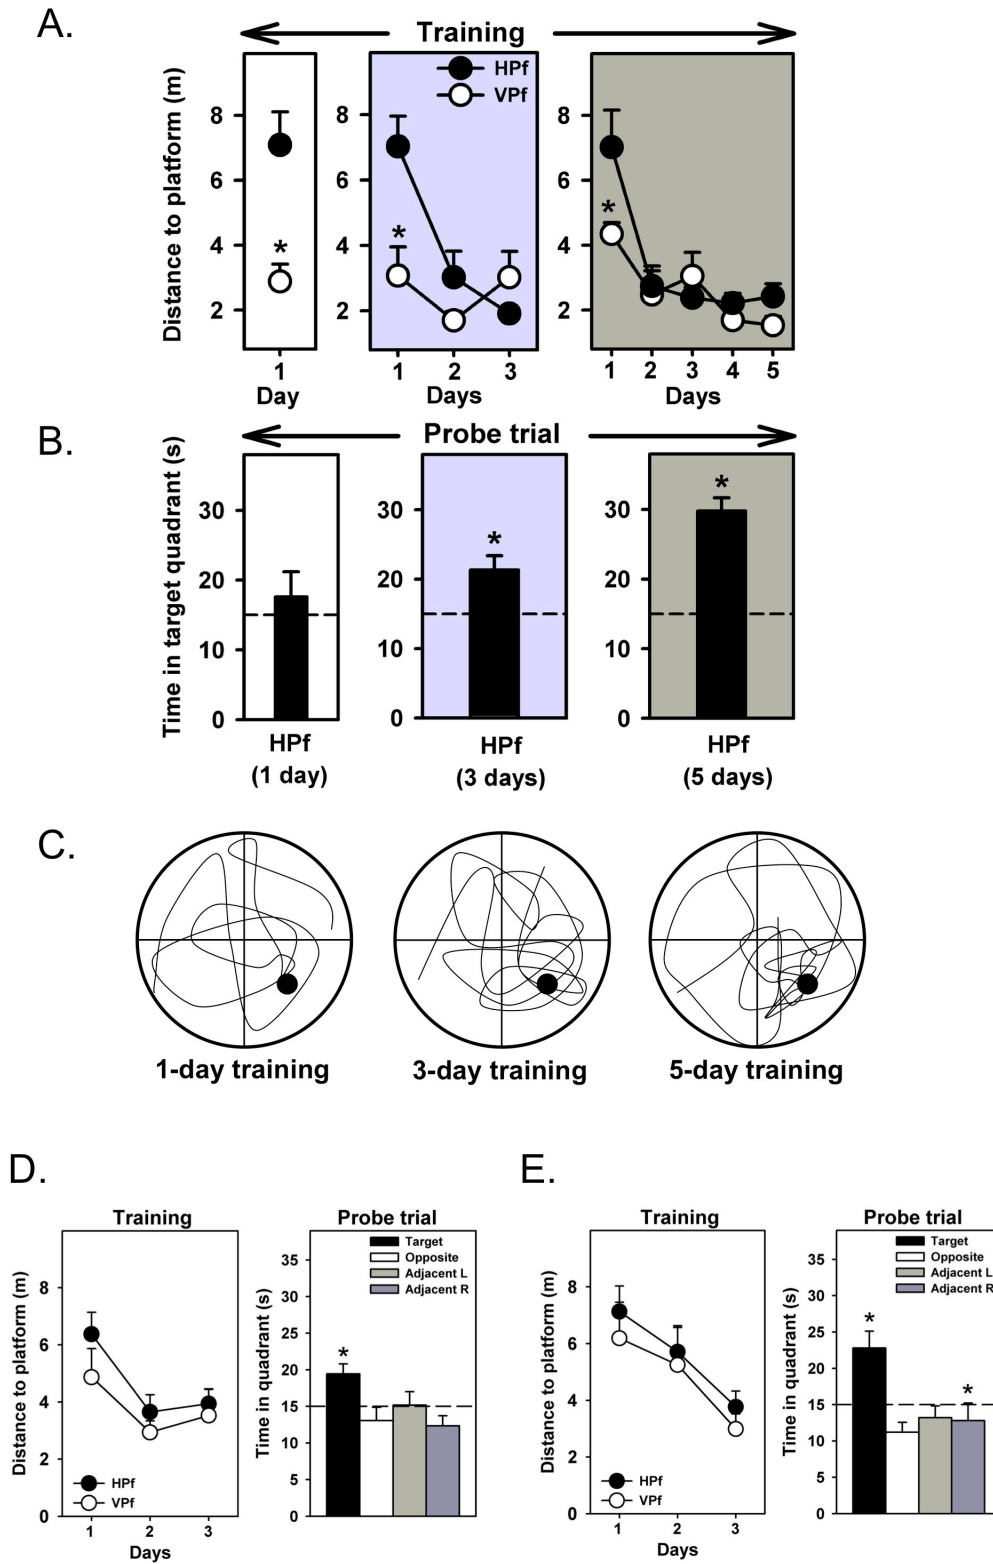 A.
Training
Distance to platform (m)
8
6
4
2
*
1
Day
HPf
VPf
8
6
4
2
*
1 2 3
Days
8
6
4
2
*
1 2 3 4 5
Days
B.
Probe trial
Time in target quadrant (s)
30
20
10
0
HPf
(1 day)
30
20
10
0
*
HPf
(3 days)
30
20
10
0
*
HPf
(5 days)
C.
1-day training
3-day training
5-day training
D.
Training
Distance to platform (m)
8
6
4
2
0
HPf
VPf
1 2 3
Days
Probe trial
Time in quadrant (s)
35
30
25
20
15
10
5
0
Target
Opposite
Adjacent L
Adjacent R
*
E.
Training
Distance to platform (m)
8
6
4
2
0
HPf
VPf
1 2 3
Days
Probe trial
Time in quadrant (s)
35
30
25
20
15
10
5
0
Target
Opposite
Adjacent L
Adjacent R
*
*